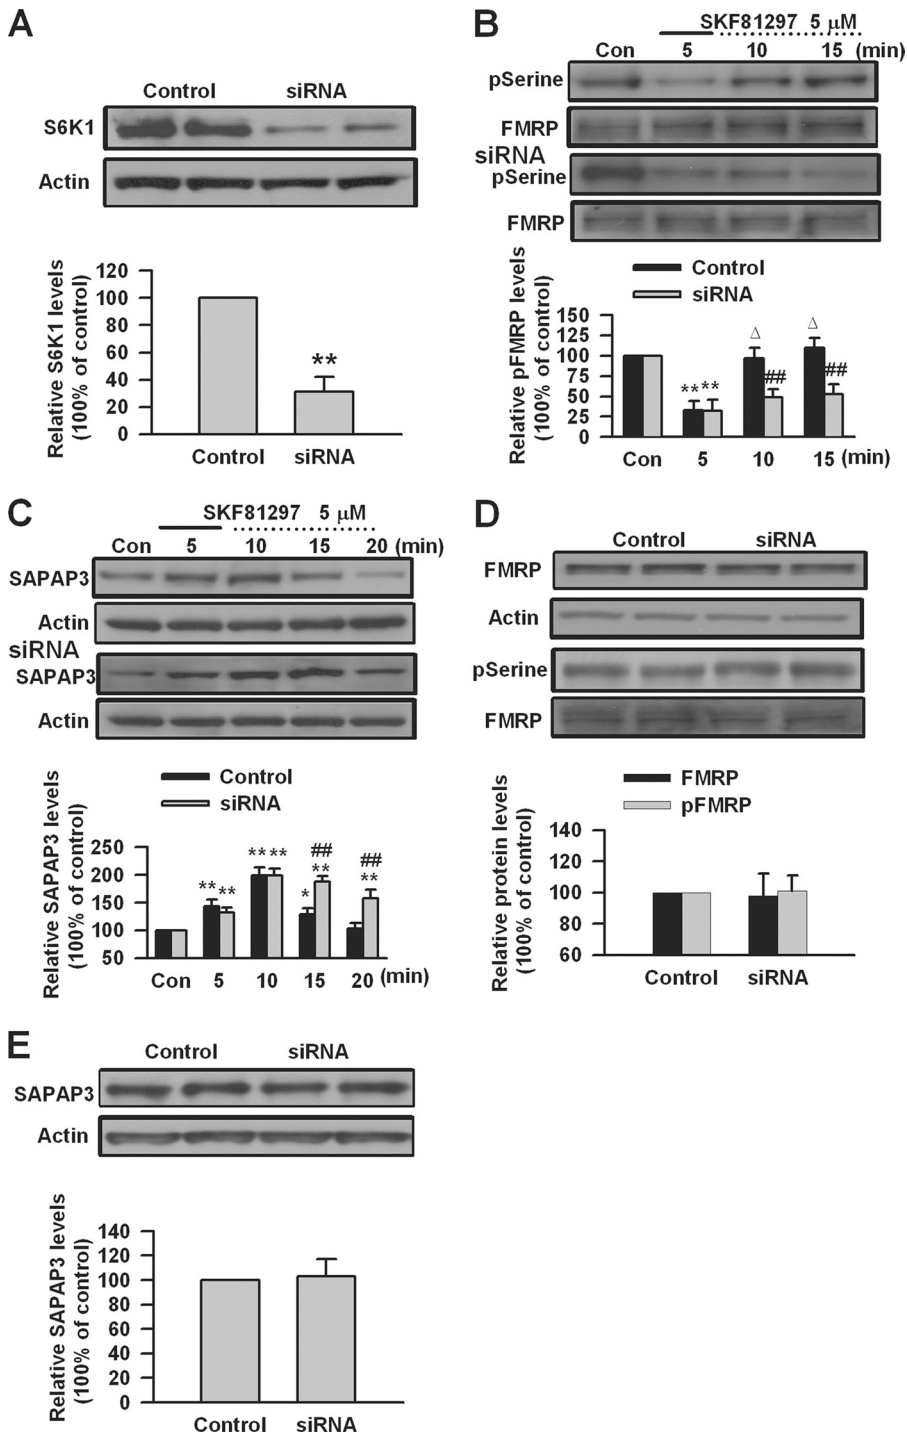 A
Control siRNA
S6K1
Actin
Relative S6K1 levels
(100% of control)
120
100
80
60
40
20
0
**
Control siRNA
B
SKF81297 5 μM
Con 5 10 15 (min)
pSerine
FMRP
siRNA
pSerine
FMRP
Control
siRNA
Relative pFMRP levels
(100% of control)
150
125
100
75
50
25
0
** ** Δ ## Δ ##
Con 5 10 15 (min)
C
SKF81297 5 μM
Con 5 10 15 20 (min)
SAPAP3
Actin
siRNA
SAPAP3
Actin
Control
siRNA
Relative SAPAP3 levels
(100% of control)
250
200
150
100
50
** ** ** ** * ## ** ## **
Con 5 10 15 20 (min)
D
Control siRNA
FMRP
Actin
pSerine
FMRP
FMRP
pFMRP
Relative protein levels
(100% of control)
140
120
100
80
60
Control siRNA
E
Control siRNA
SAPAP3
Actin
Relative SAPAP3 levels
(100% of control)
140
120
100
80
60
40
20
0
Control siRNA